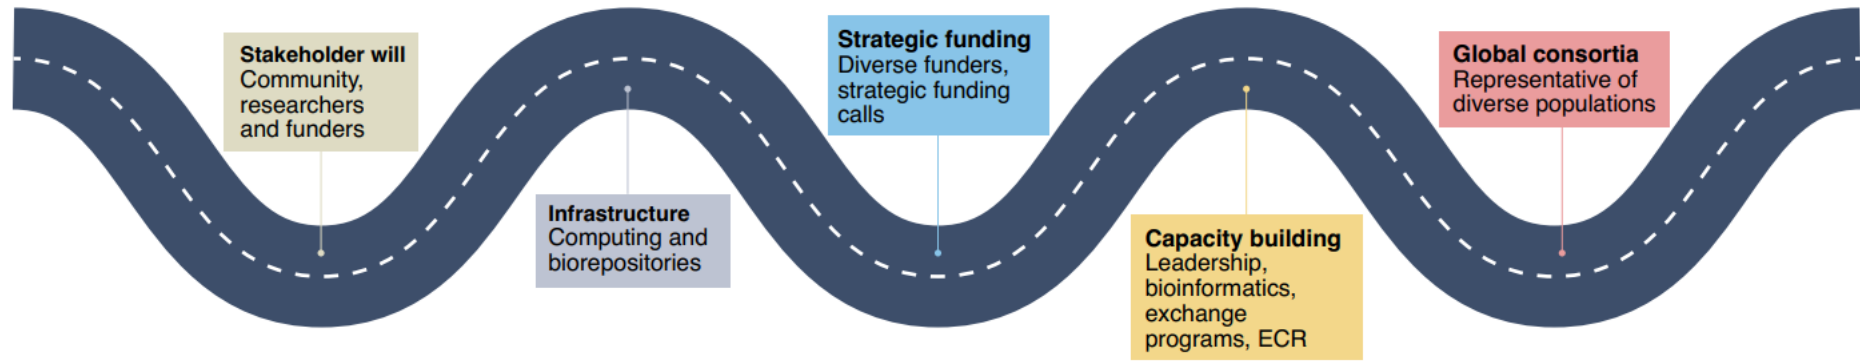 Stakeholder will
Community,
researchers
and funders
Infrastructure
Computing and
biorepositories
Strategic funding
Diverse funders,
strategic funding
calls
Capacity building
Leadership,
bioinformatics,
exchange
programs, ECR
Global consortia
Representative of
diverse populations